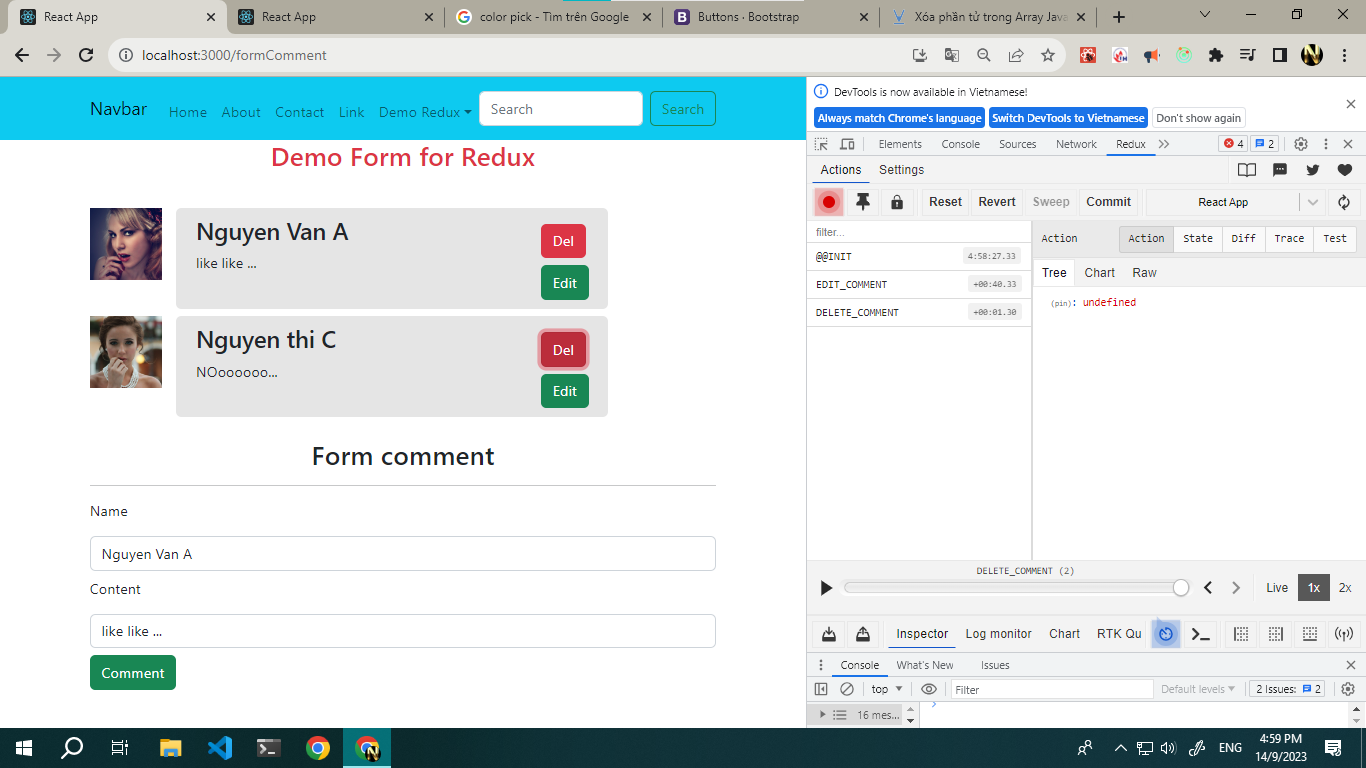 React App
React App
color pick - Tìm trên Google
Buttons · Bootstrap
Xóa phần tử trong Array Java
localhost:3000/formComment
Navbar Home About Contact Link Demo Redux Search Search
Demo Form for Redux
Nguyen Van A
like like ...
Del
Edit
Nguyen thi C
NOoooooo...
Del
Edit
Form comment
Name
Nguyen Van A
Content
like like ...
Comment
DevTools is now available in Vietnamese!
Always match Chrome's language Switch DevTools to Vietnamese Don't show again
Elements Console Sources Network Redux 4 2
Actions Settings
Reset Revert Sweep Commit React App
filter...
@@INIT 4:58:27.33
EDIT_COMMENT +00:40.33
DELETE_COMMENT +00:01.30
Action Action State Diff Trace Test
Tree Chart Raw
(pin): undefined
DELETE_COMMENT (2)
Live 1x 2x
Inspector Log monitor Chart RTK Qu
Console What's New Issues
top Filter Default levels 2 Issues: 2
16 mes...
ENG
4:59 PM
14/9/2023